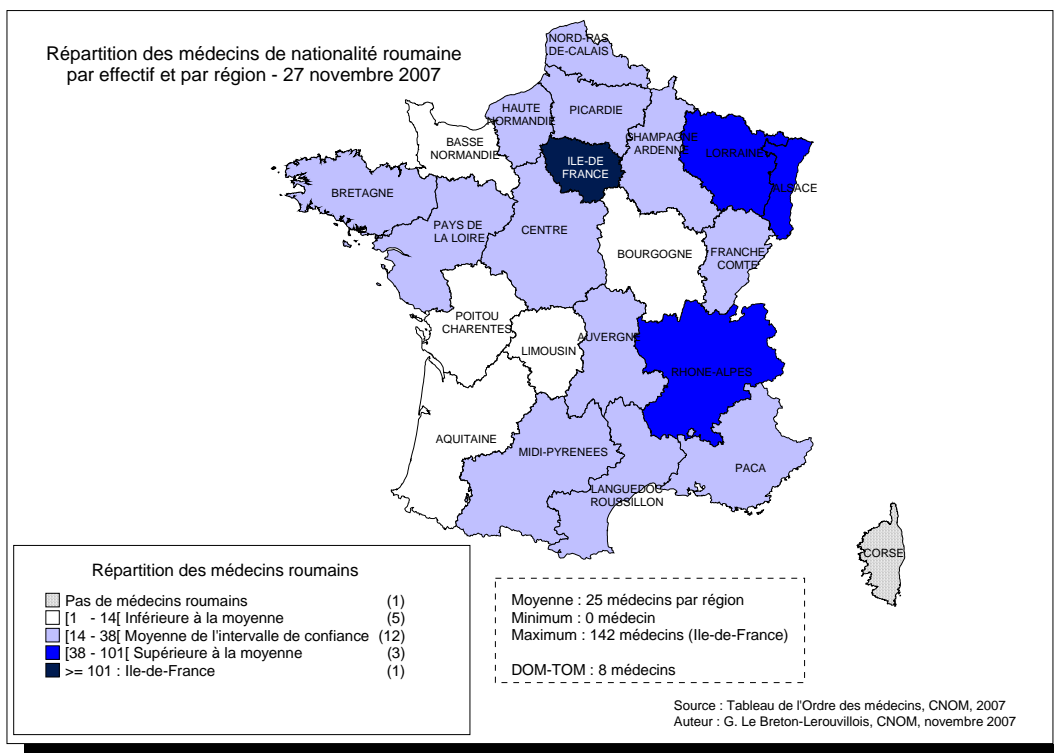 Répartition des médecins de nationalité roumaine
par effectif et par région - 27 novembre 2007
NORD-PAS
DE-CALAIS
HAUTE
NORMANDIE
PICARDIE
BASSE
NORMANDIE
CHAMPAGNE
ARDENNE
LORRAINE
ILE-DE
FRANCE
ALSACE
BRETAGNE
PAYS DE
LA LOIRE
CENTRE
BOURGOGNE
FRANCHE
COMTE
POITOU
CHARENTES
LIMOUSIN
AUVERGNE
RHONE-ALPES
AQUITAINE
MIDI-PYRENEES
PACA
LANGUEDOC
ROUSSILLON
CORSE
Répartition des médecins roumains
Pas de médecins roumains (1)
[1 - 14[ Inférieure à la moyenne (5)
[14 - 38[ Moyenne de l'intervalle de confiance (12)
[38 - 101[ Supérieure à la moyenne (3)
>= 101 : Ile-de-France (1)
Moyenne : 25 médecins par région
Minimum : 0 médecin
Maximum : 142 médecins (Ile-de-France)
DOM-TOM : 8 médecins
Source : Tableau de l'Ordre des médecins, CNOM, 2007
Auteur : G. Le Breton-Lerouvillois, CNOM, novembre 2007